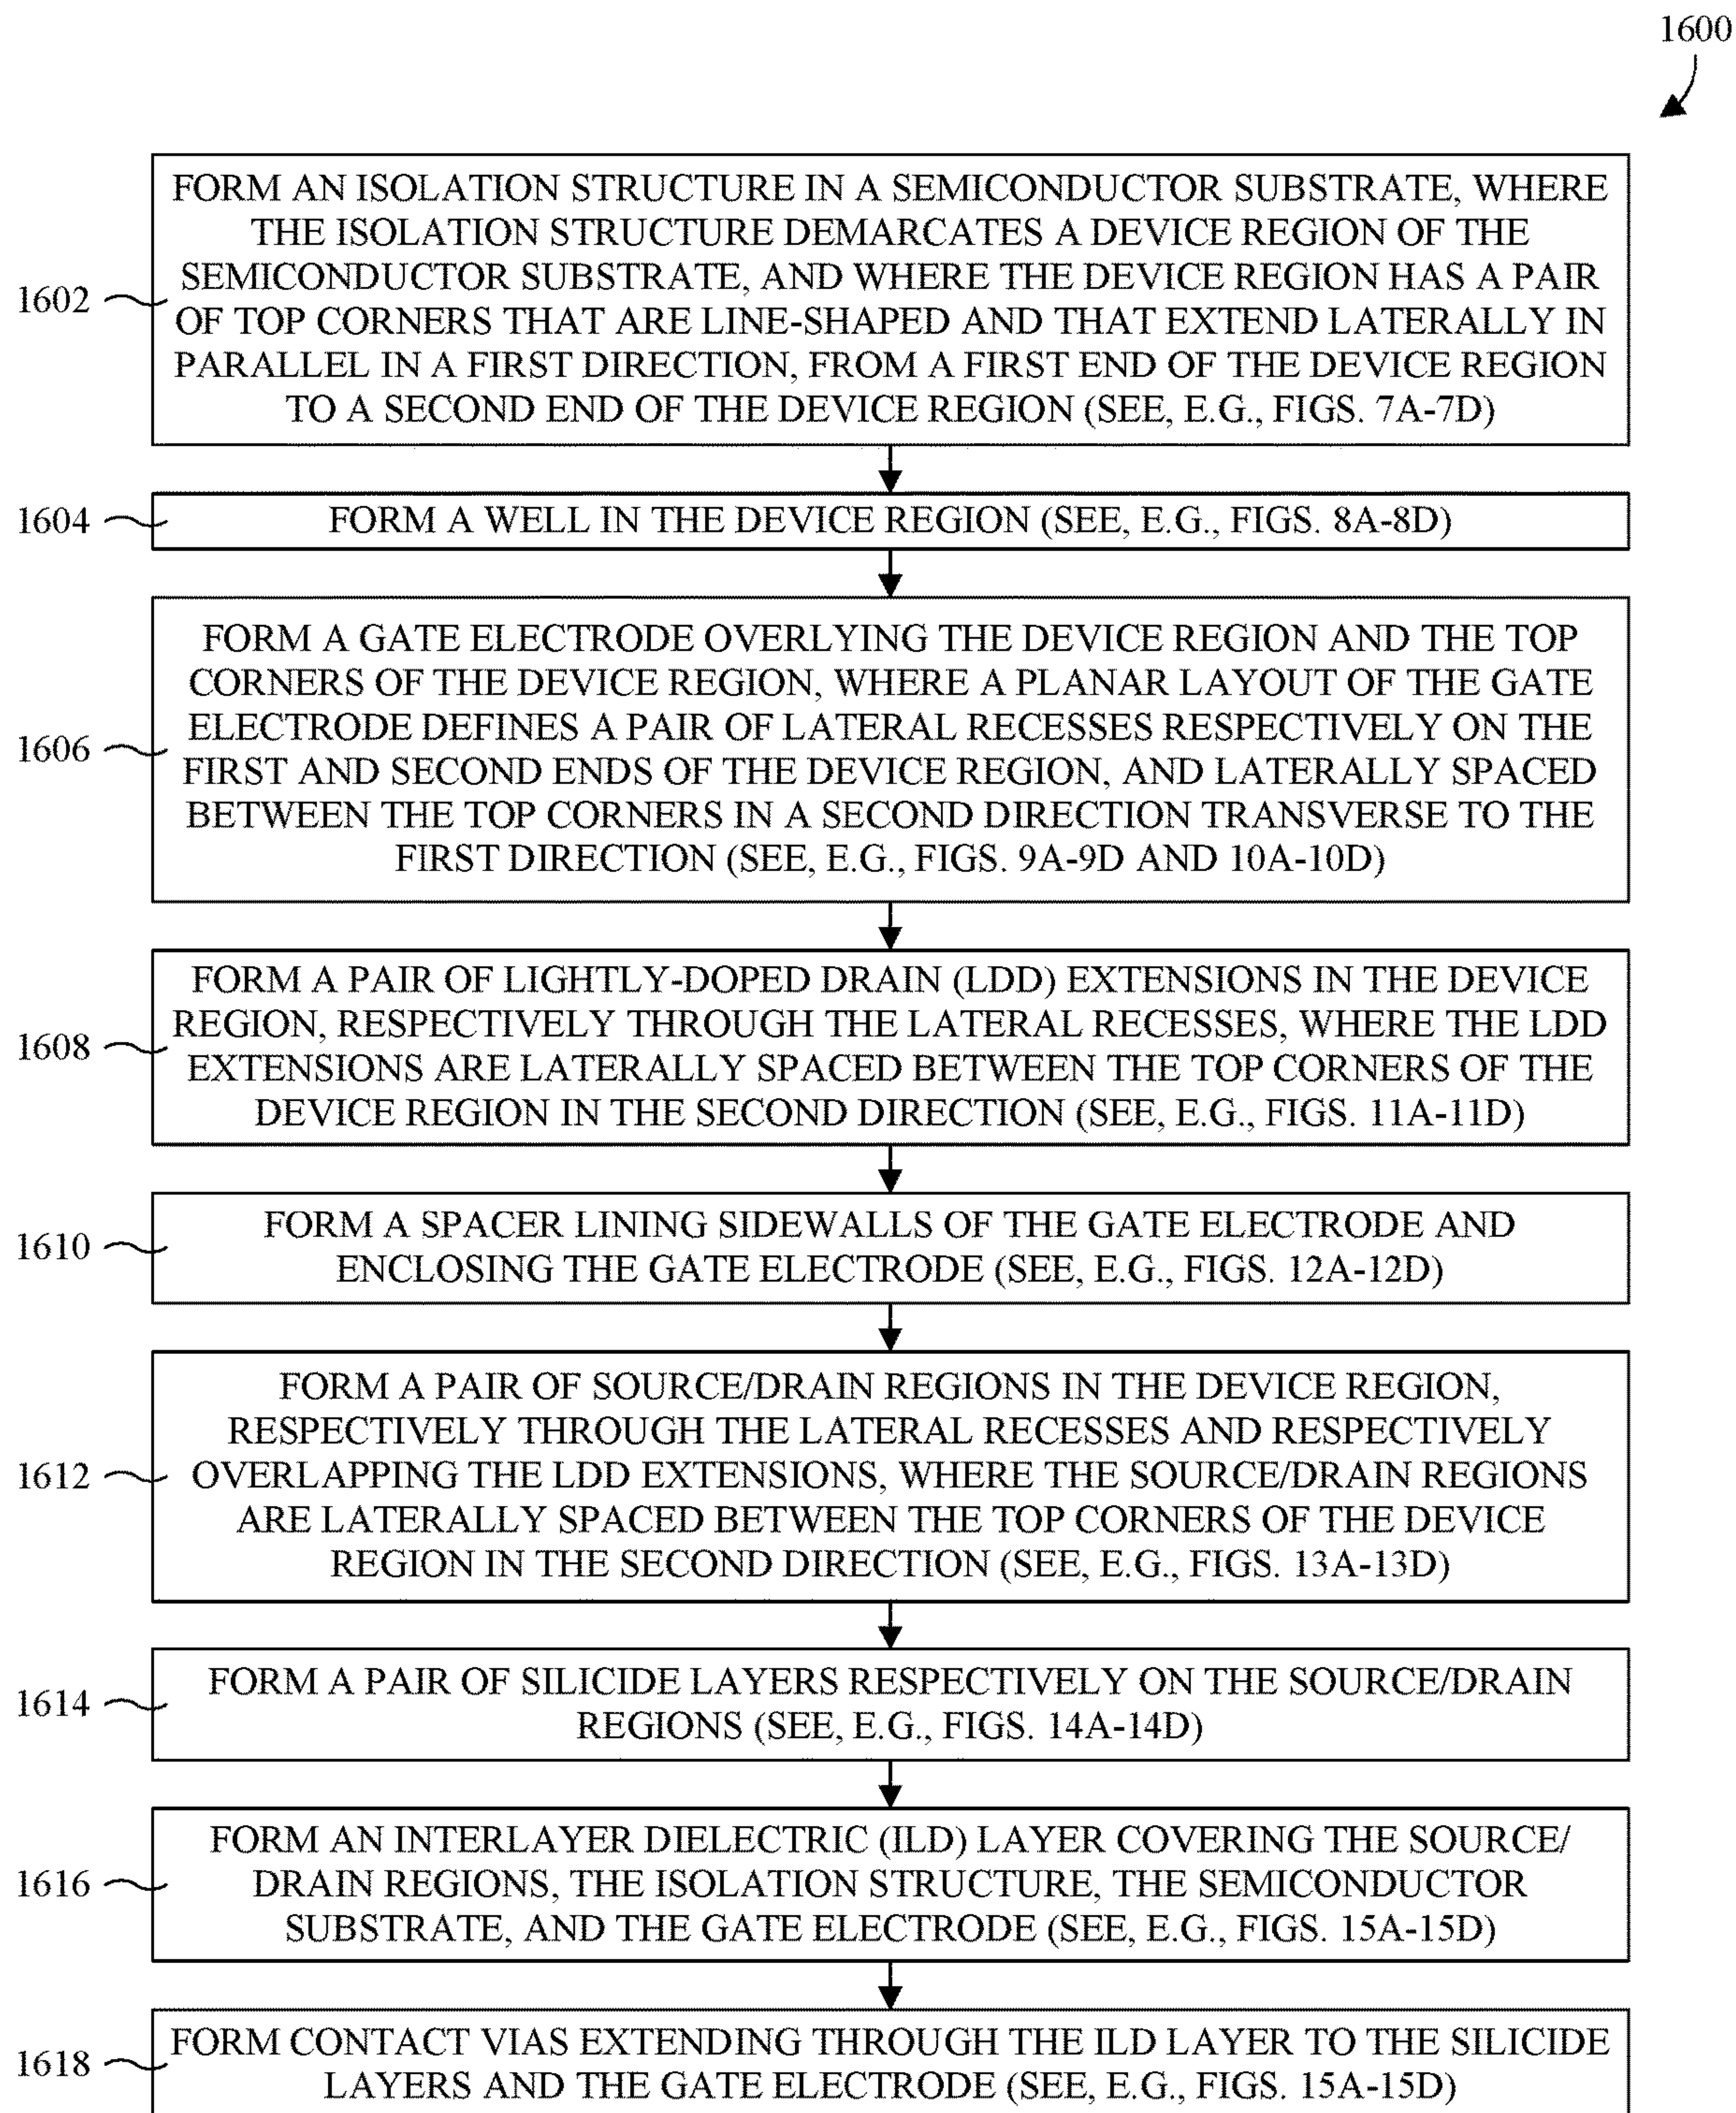 1600
FORM AN ISOLATION STRUCTURE IN A SEMICONDUCTOR SUBSTRATE, WHERE
THE ISOLATION STRUCTURE DEMARCATES A DEVICE REGION OF THE
SEMICONDUCTOR SUBSTRATE, AND WHERE THE DEVICE REGION HAS A PAIR
1602
OF TOP CORNERS THAT ARE LINE-SHAPED AND THAT EXTEND LATERALLY IN
PARALLEL IN A FIRST DIRECTION, FROM A FIRST END OF THE DEVICE REGION
TO A SECOND END OF THE DEVICE REGION (SEE, E.G., FIGS. 7A-7D)
1604
FORM A WELL IN THE DEVICE REGION (SEE, E.G., FIGS. 8A-8D)
FORM A GATE ELECTRODE OVERLYING THE DEVICE REGION AND THE TOP
CORNERS OF THE DEVICE REGION, WHERE A PLANAR LAYOUT OF THE GATE
ELECTRODE DEFINES A PAIR OF LATERAL RECESSES RESPECTIVELY ON THE
1606
FIRST AND SECOND ENDS OF THE DEVICE REGION, AND LATERALLY SPACED
BETWEEN THE TOP CORNERS IN A SECOND DIRECTION TRANSVERSE TO THE
FIRST DIRECTION (SEE, E.G., FIGS. 9A-9D AND 10A-10D)
FORM A PAIR OF LIGHTLY-DOPED DRAIN (LDD) EXTENSIONS IN THE DEVICE
REGION, RESPECTIVELY THROUGH THE LATERAL RECESSES, WHERE THE LDD
1608
EXTENSIONS ARE LATERALLY SPACED BETWEEN THE TOP CORNERS OF THE
DEVICE REGION IN THE SECOND DIRECTION (SEE, E.G., FIGS. 11A-11D)
1610
FORM A SPACER LINING SIDEWALLS OF THE GATE ELECTRODE AND
ENCLOSING THE GATE ELECTRODE (SEE, E.G., FIGS. 12A-12D)
FORM A PAIR OF SOURCE/DRAIN REGIONS IN THE DEVICE REGION,
RESPECTIVELY THROUGH THE LATERAL RECESSES AND RESPECTIVELY
1612
OVERLAPPING THE LDD EXTENSIONS, WHERE THE SOURCE/DRAIN REGIONS
ARE LATERALLY SPACED BETWEEN THE TOP CORNERS OF THE DEVICE
REGION IN THE SECOND DIRECTION (SEE, E.G., FIGS. 13A-13D)
1614
FORM A PAIR OF SILICIDE LAYERS RESPECTIVELY ON THE SOURCE/DRAIN
REGIONS (SEE, E.G., FIGS. 14A-14D)
FORM AN INTERLAYER DIELECTRIC (ILD) LAYER COVERING THE SOURCE/
1616
DRAIN REGIONS, THE ISOLATION STRUCTURE, THE SEMICONDUCTOR
SUBSTRATE, AND THE GATE ELECTRODE (SEE, E.G., FIGS. 15A-15D)
1618
FORM CONTACT VIAS EXTENDING THROUGH THE ILD LAYER TO THE SILICIDE
LAYERS AND THE GATE ELECTRODE (SEE, E.G., FIGS. 15A-15D)